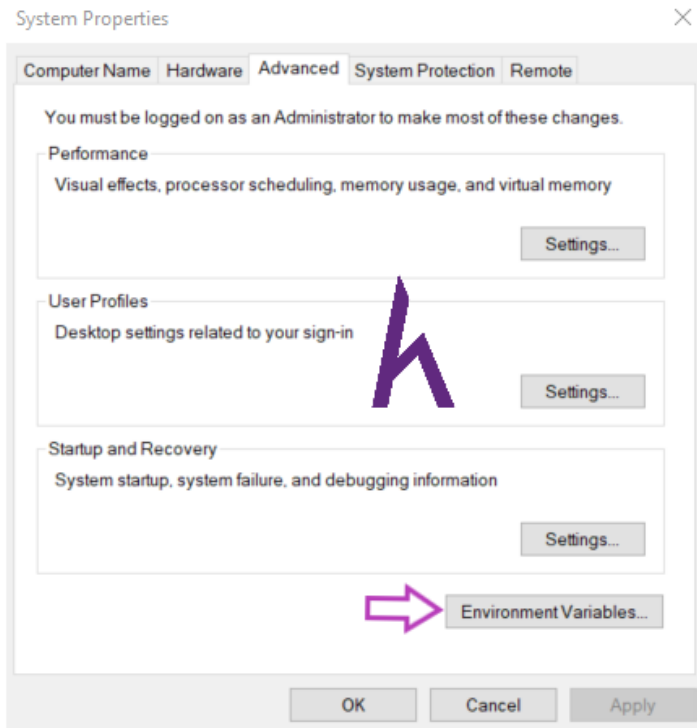 System Properties
Computer Name Hardware Advanced System Protection Remote
You must be logged on as an Administrator to make most of these changes.
Performance
Visual effects, processor scheduling, memory usage, and virtual memory
Settings...
User Profiles
Desktop settings related to your sign-in
Settings...
Startup and Recovery
System startup, system failure, and debugging information
Settings...
Environment Variables...
OK Cancel Apply